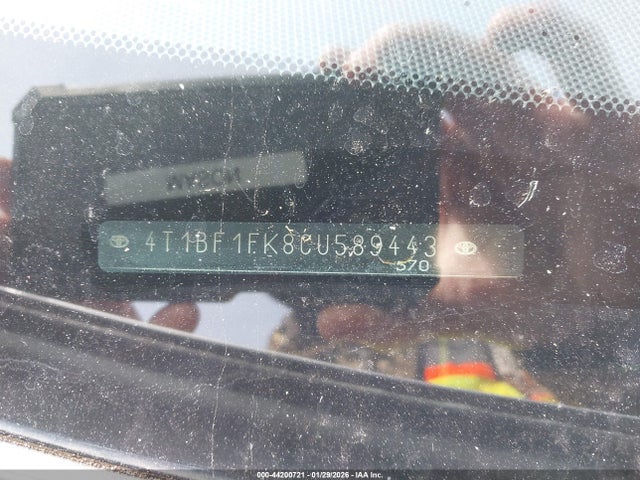 4T1BF1FK8CU589443
570
000-44200721 | 01/29/2026 - © IAA Inc.